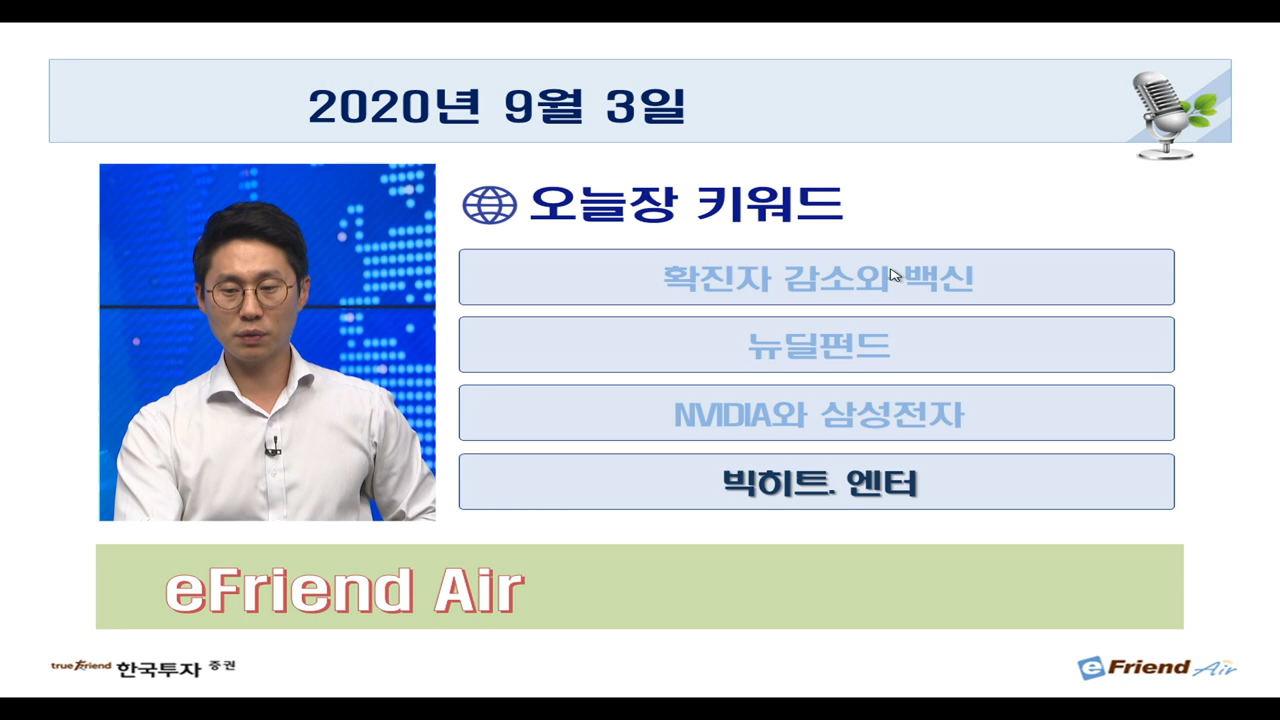 2020년 9월 3일
오늘장 키워드
확진자 감소와 백신
뉴딜펀드
NVIDIA와 삼성전자
빅히트. 엔터
eFriend Air
true friend 한국투자 증권
eFriend Air